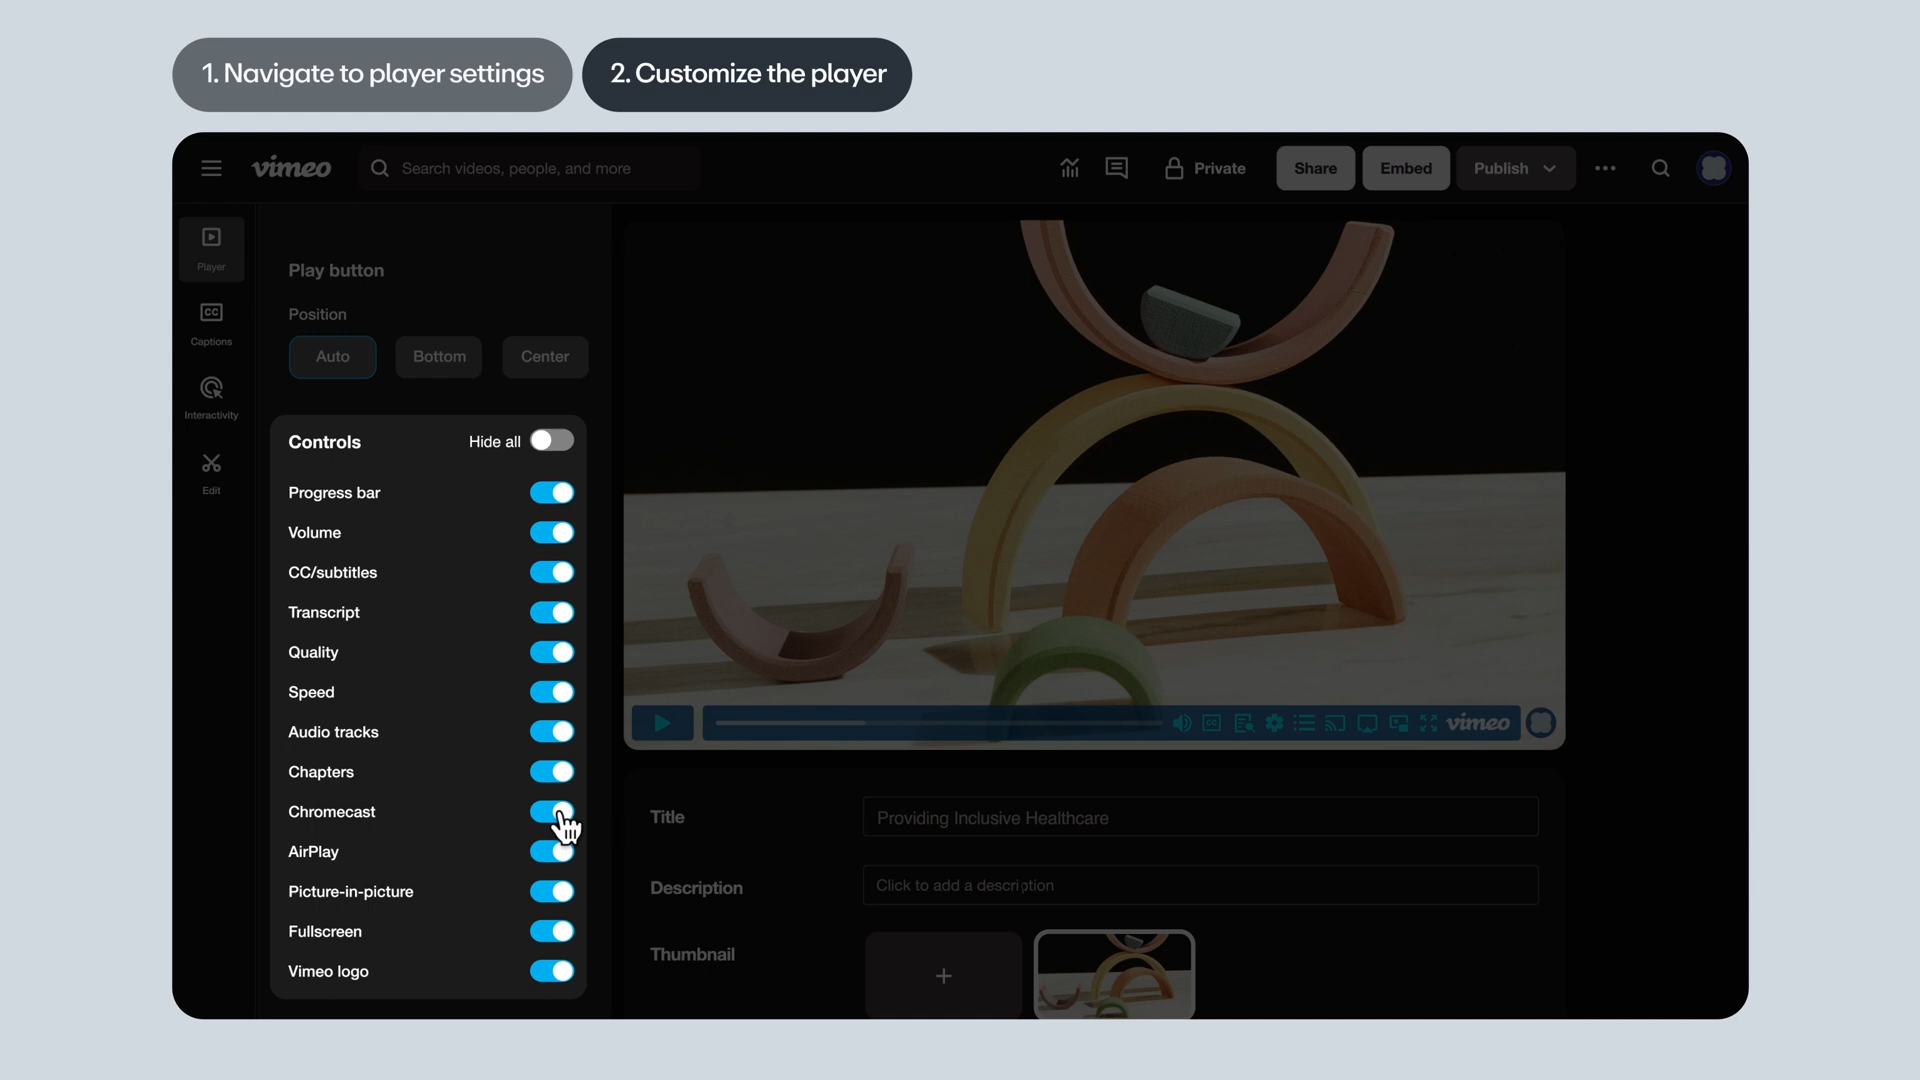 1. Navigate to player settings
2. Customize the player
vimeo
Search videos, people, and more
Private
Share
Embed
Publish
Player
CC
Captions
Interactivity
Edit
Play button
Position
Auto
Bottom
Center
Controls
Hide all
Progress bar
Volume
CC/subtitles
Transcript
Quality
Speed
Audio tracks
Chapters
Chromecast
AirPlay
Picture-in-picture
Fullscreen
Vimeo logo
CC
vimeo
Title
Providing Inclusive Healthcare
Description
Click to add a description
Thumbnail